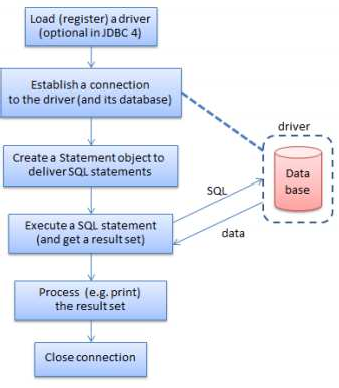 Load (register) a driver
(optional in JDBC 4)
Establish a connection
to the driver (and its database)
driver
Create a Statement object to
deliver SQL statements
Data
base
SQL
Execute a SQL statement
(and get a result set)
data
Process (e.g. print)
the result set
Close connection